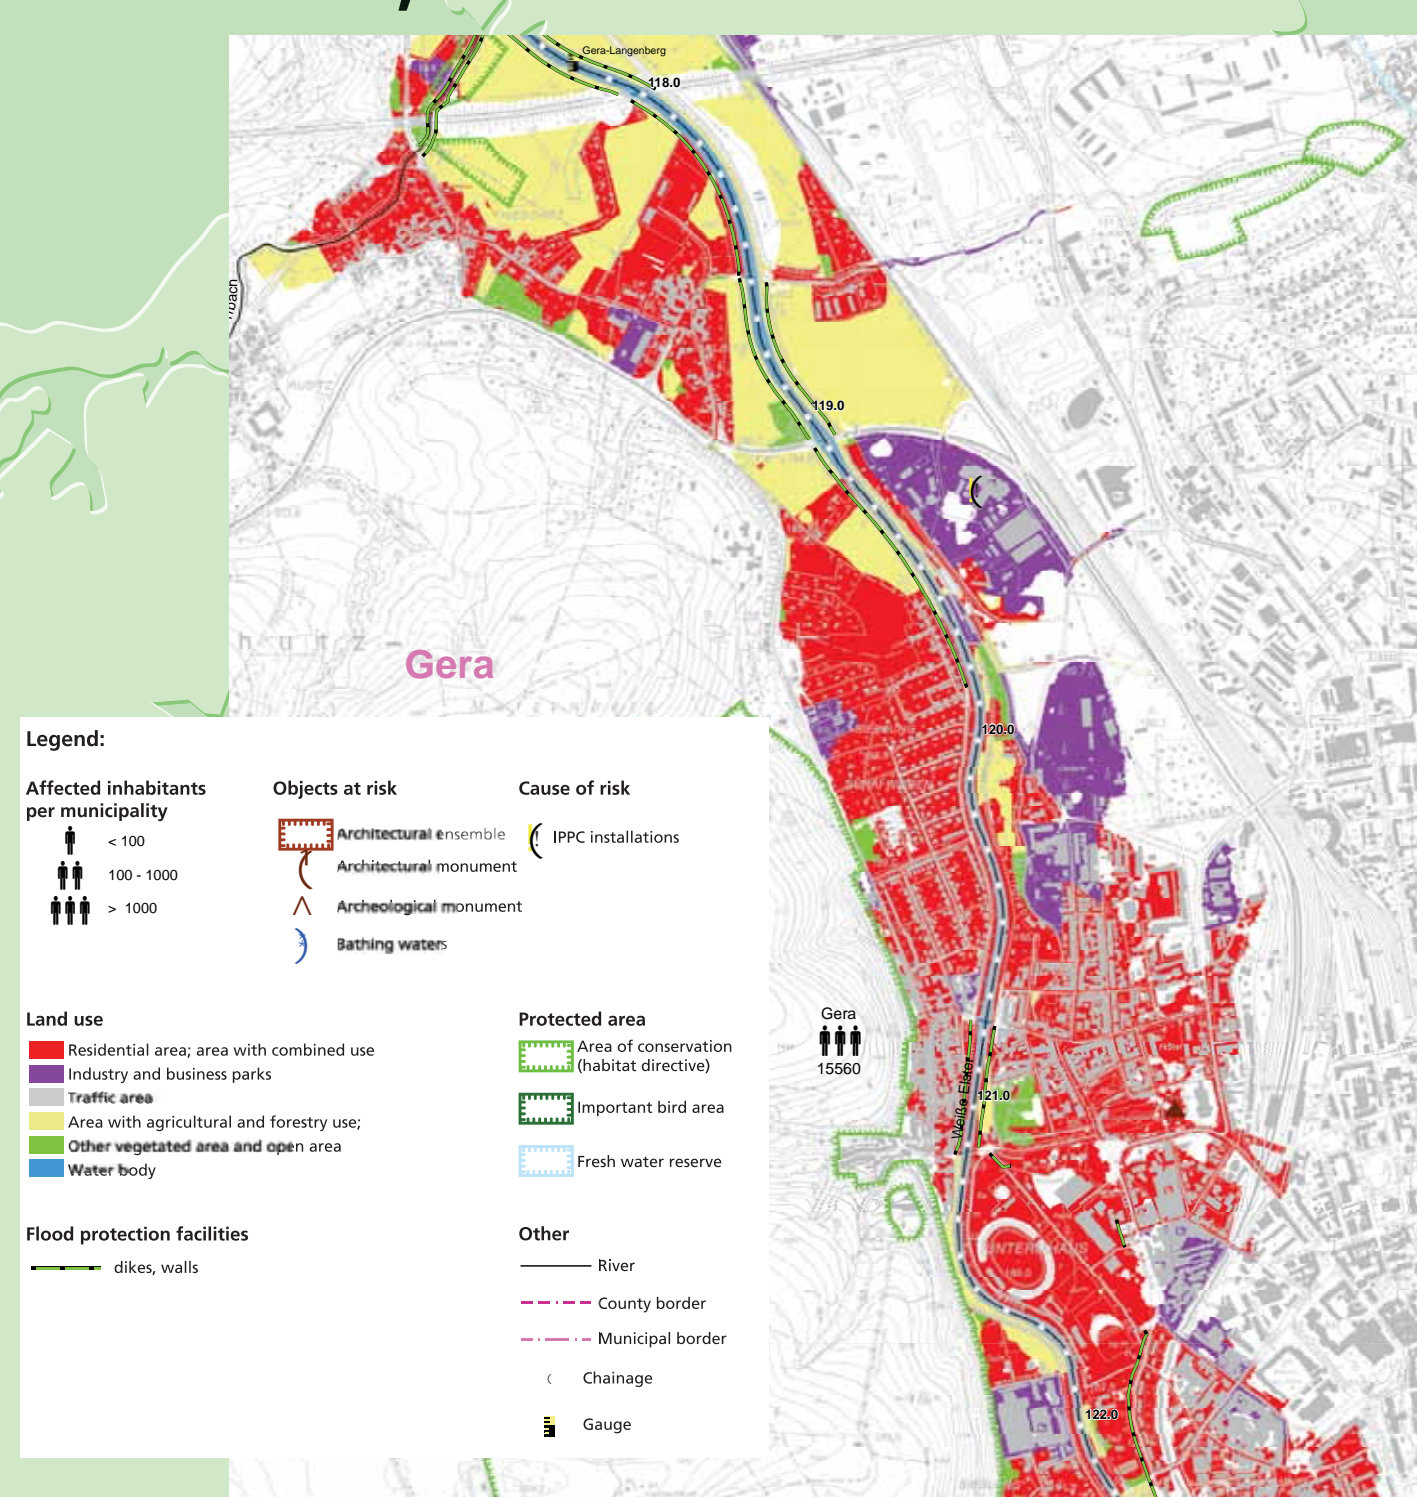 Gera-Langenberg
118.0
119.0
Gera
120.0
Gera
15560
Weiße Elster
121.0
UNTERMHAUS
122.0
Legend:
Affected inhabitants
per municipality
< 100
100 - 1000
> 1000
Objects at risk
Architectural ensemble
Architectural monument
Archeological monument
Bathing waters
Cause of risk
IPPC installations
Land use
Residential area; area with combined use
Industry and business parks
Traffic area
Area with agricultural and forestry use;
Other vegetated area and open area
Water body
Protected area
Area of conservation
(habitat directive)
Important bird area
Fresh water reserve
Flood protection facilities
dikes, walls
Other
River
County border
Municipal border
Chainage
Gauge